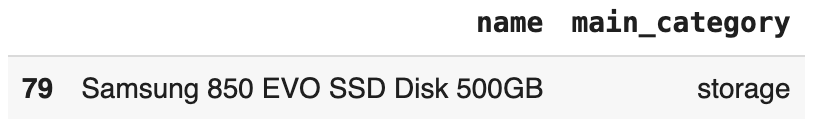 name main_category
79 Samsung 850 EVO SSD Disk 500GB storage